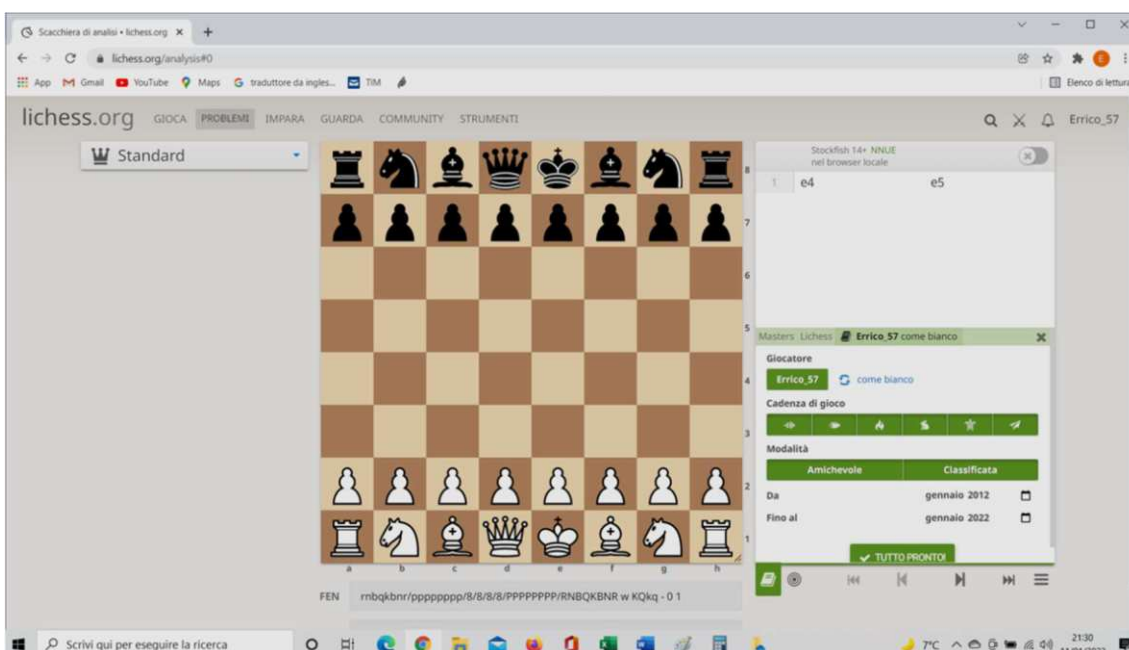 Scacchiera di analisi • lichess.org
lichess.org/analysis#0
App Gmail YouTube Maps traduttore da ingles... TIM Elenco di lettura
lichess.org GIOCA PROBLEMI IMPARA GUARDA COMMUNITY STRUMENTI Errico_57
Standard
Stockfish 14+ NNUE
nel browser locale
1 e4 e5
8
7
6
5
4
3
2
1
a b c d e f g h
Masters Lichess Errico_57 come bianco
Giocatore
Errico_57 come bianco
Cadenza di gioco
Modalità
Amichevole Classificata
Da gennaio 2012
Fino al gennaio 2022
TUTTO PRONTO!
FEN rnbqkbnr/pppppppp/8/8/8/8/PPPPPPPP/RNBQKBNR w KQkq - 0 1
Scrivi qui per eseguire la ricerca
7°C
21:30